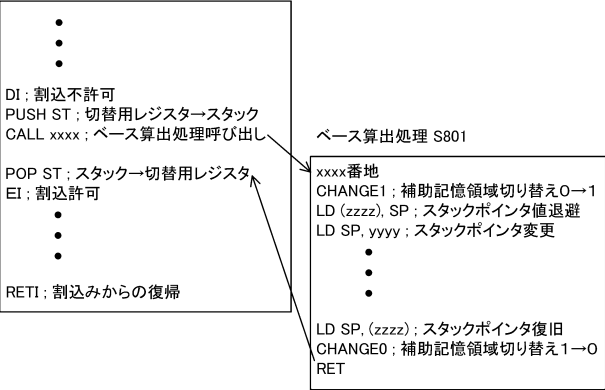 DI ; 割込不許可
PUSH ST ; 切替用レジスター→スタック
CALL xxxx ; ベース算出処理呼び出し
POP ST ; スタック→切替用レジスタ
EI ; 割込許可
RETI ; 割込みからの復帰
ベース算出処理 S801
xxxx番地
CHANGE1 ; 補助記憶領域切り替え0→1
LD (zzzz), SP ; スタックポインタ値退避
LD SP, yyyy ; スタックポインタ変更
LD SP, (zzzz) ; スタックポインタ復旧
CHANGE0 ; 補助記憶領域切り替え1→0
RET